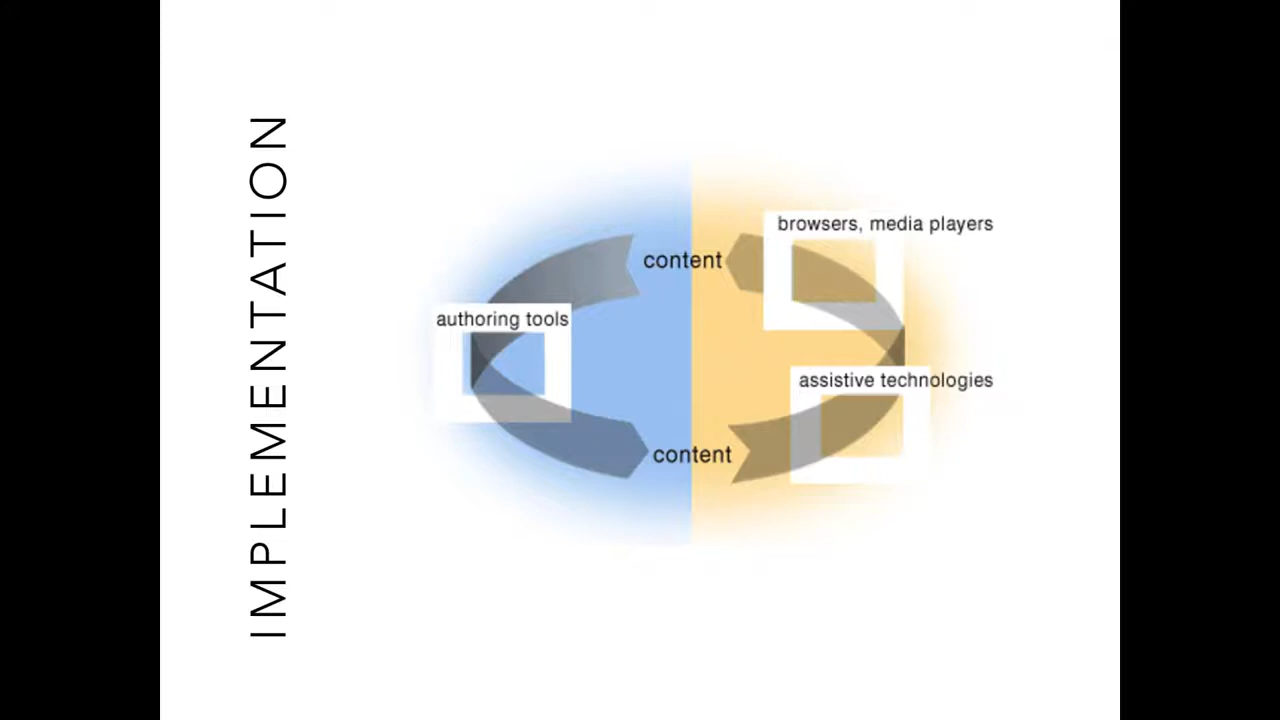 IMPLEMENTATION
browsers, media players
content
authoring tools
assistive technologies
content